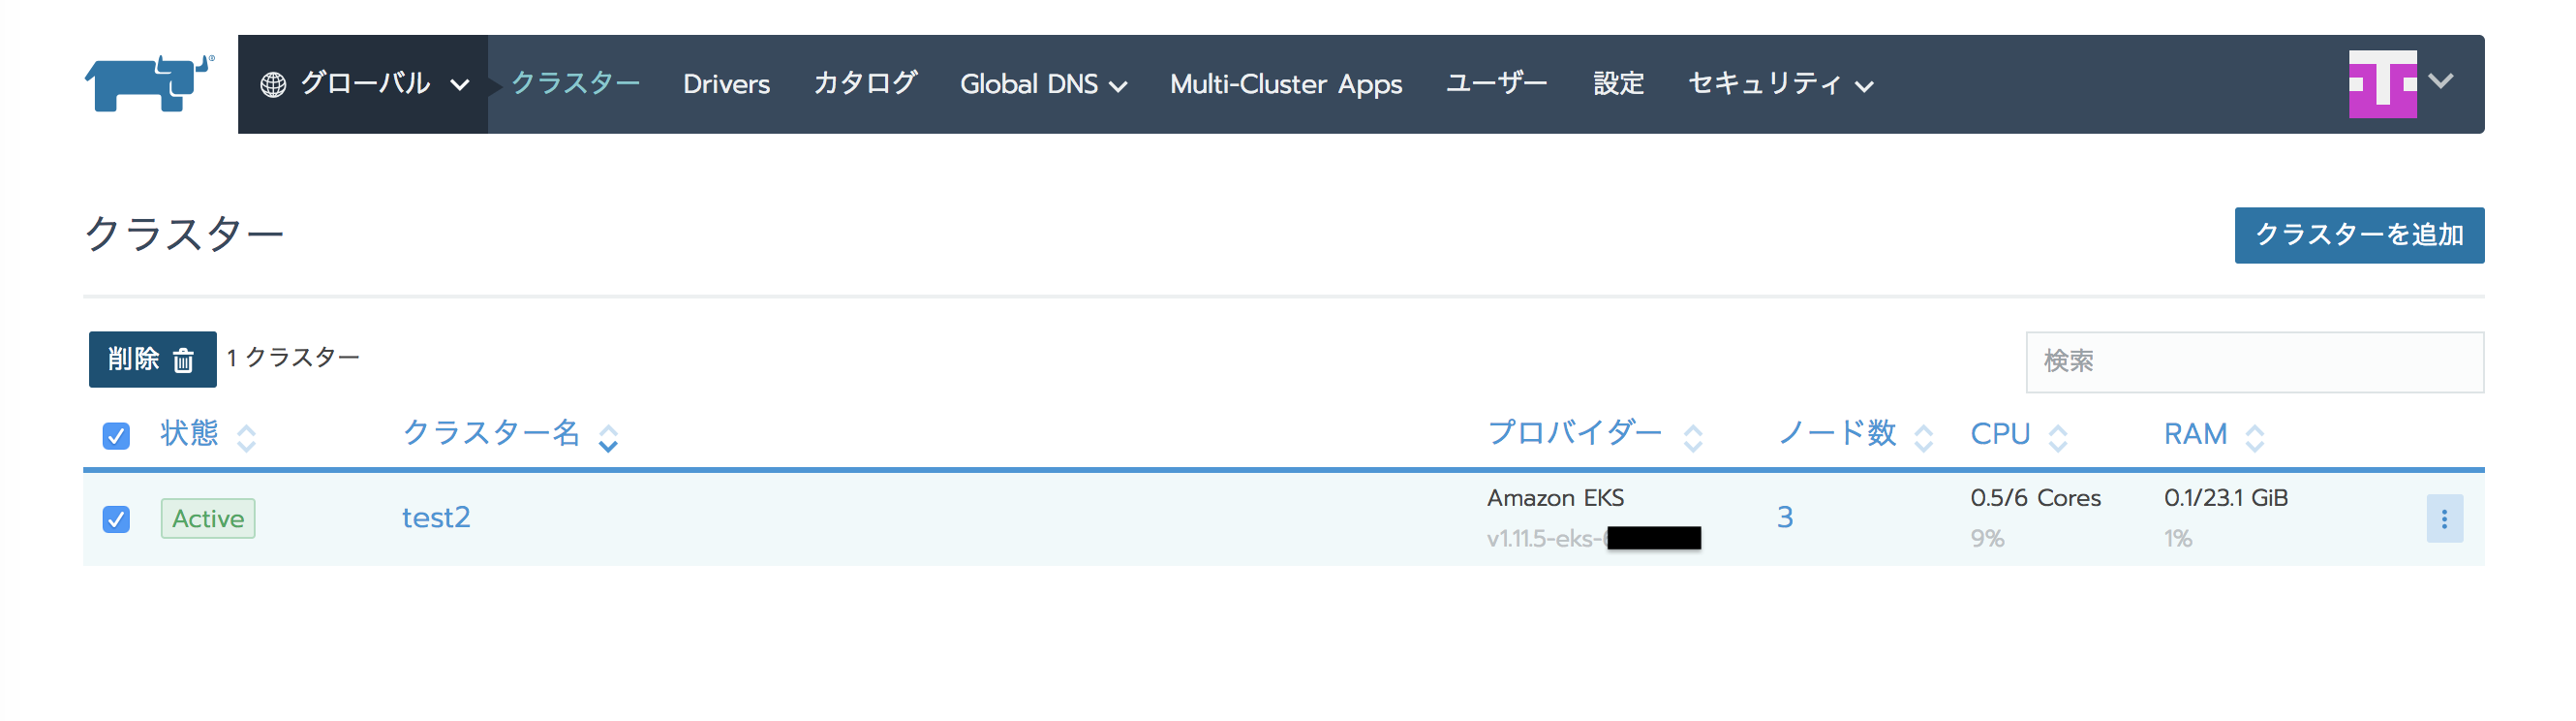 グローバル クラスター Drivers カタログ Global DNS Multi-Cluster Apps ユーザー 設定 セキュリティ
クラスター クラスターを追加
削除 1 クラスター 検索
状態 クラスター名 プロバイダー ノード数 CPU RAM
Active test2 Amazon EKS 3 0.5/6 Cores 0.1/23.1 GiB
v1.11.5-eks- 9% 1%